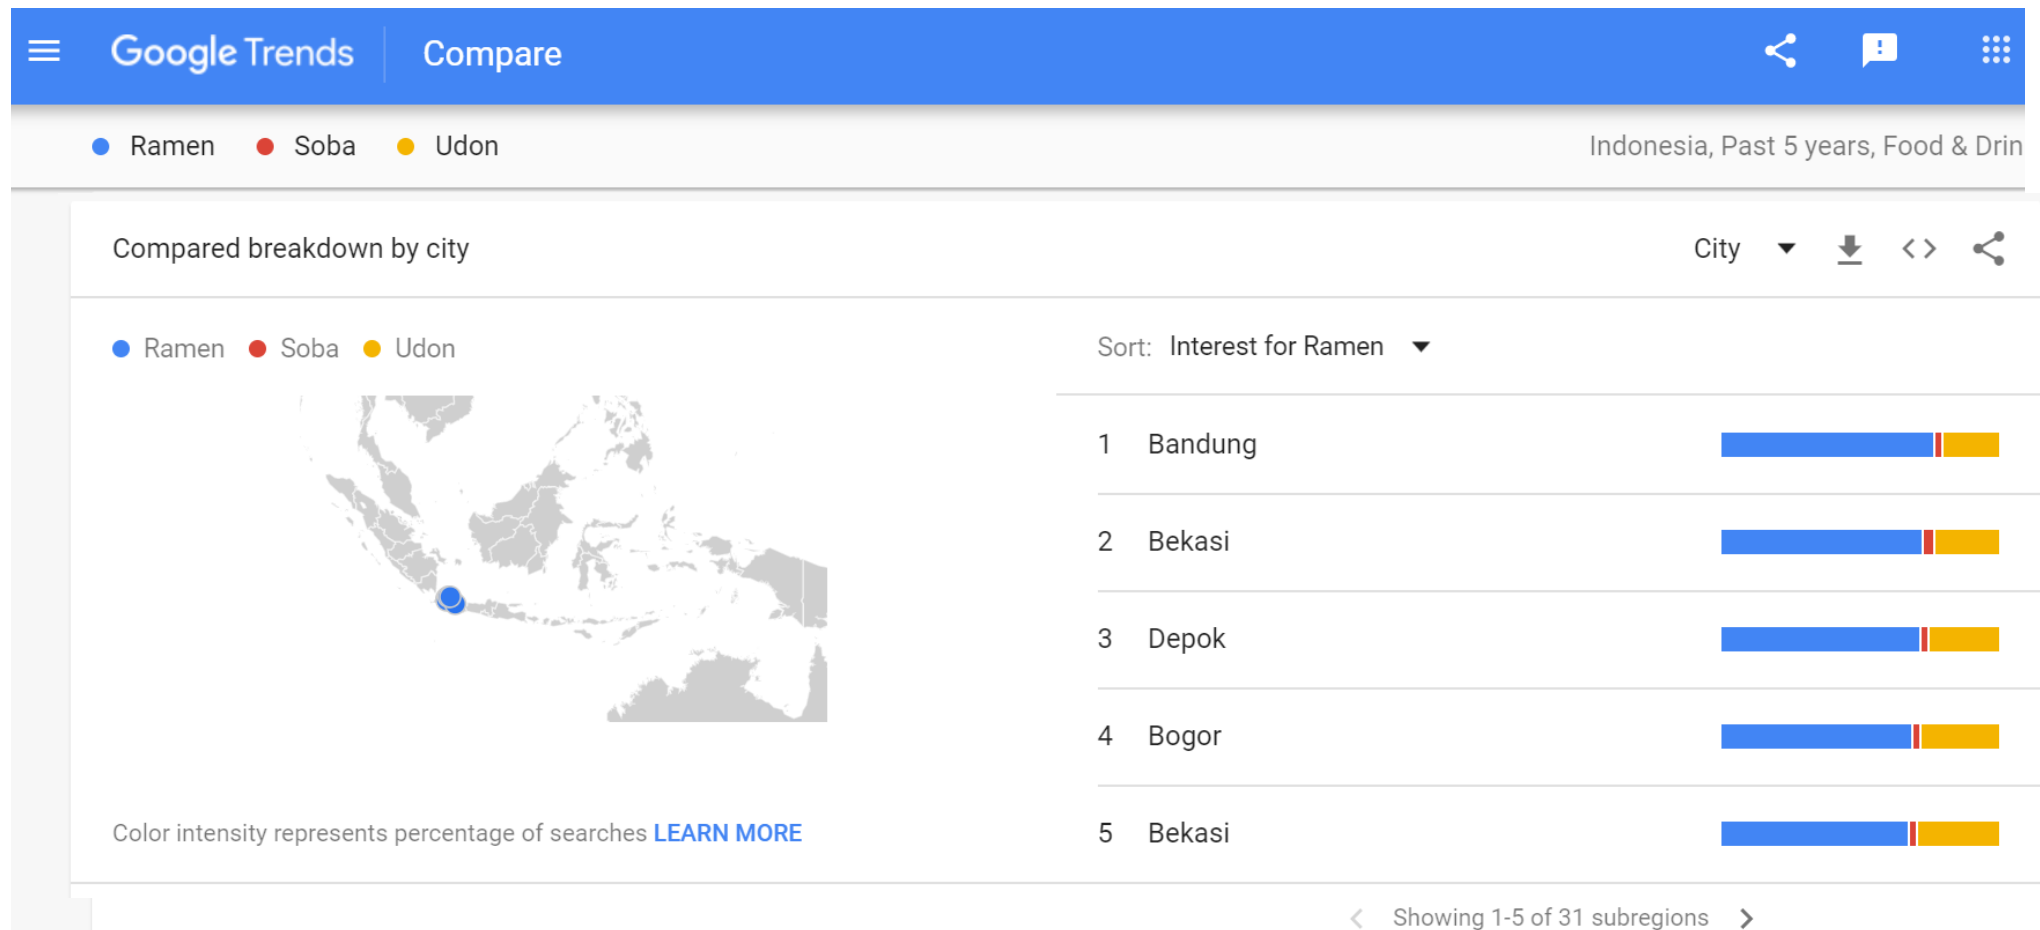 Google Trends Compare
Ramen Soba Udon Indonesia, Past 5 years, Food & Drin
Compared breakdown by city City
Ramen Soba Udon
Sort: Interest for Ramen
1 Bandung
2 Bekasi
3 Depok
4 Bogor
5 Bekasi
Color intensity represents percentage of searches LEARN MORE
Showing 1-5 of 31 subregions